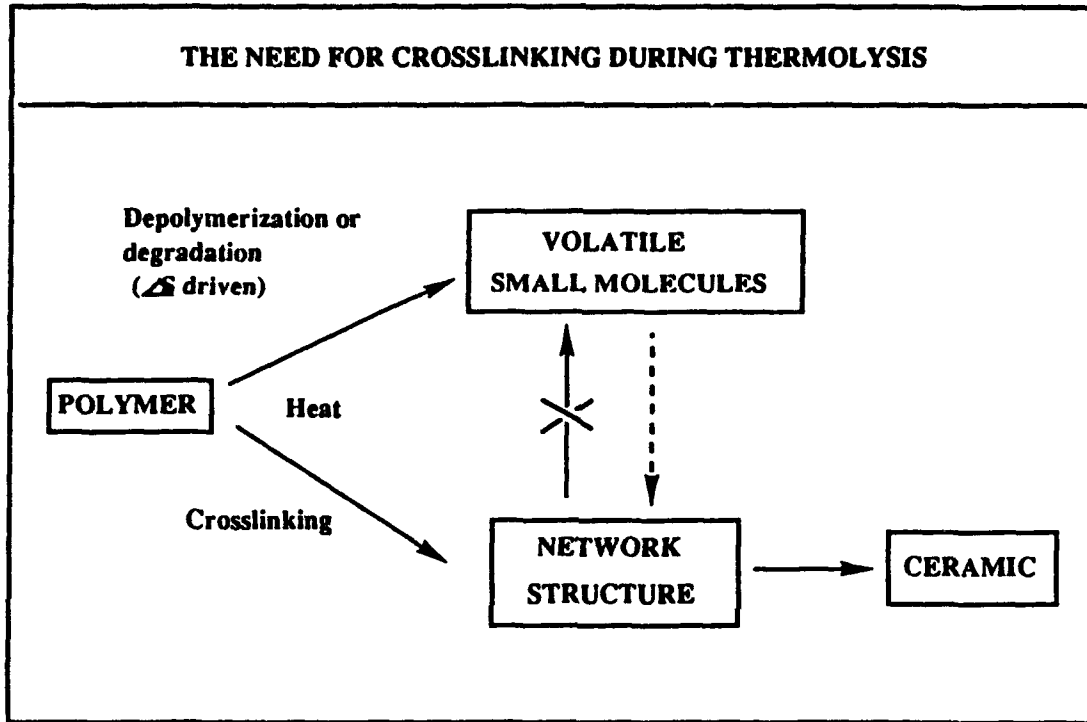 THE NEED FOR CROSSLINKING DURING THERMOLYSIS
Depolymerization or
degradation
(ΔS driven)
VOLATILE
SMALL MOLECULES
POLYMER
Heat
Crosslinking
NETWORK
STRUCTURE
CERAMIC